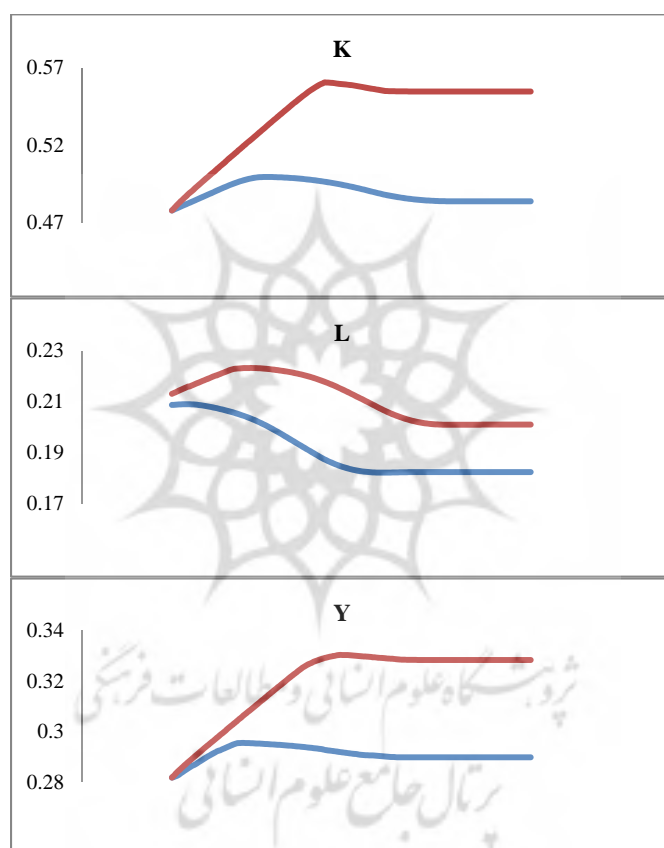 K
0.57
0.52
0.47
L
0.23
0.21
0.19
0.17
Y
0.34
0.32
0.3
0.28
پژوهشگاه علوم انسانی و مطالعات فرهنگی
پرتال جامع علوم انسانی